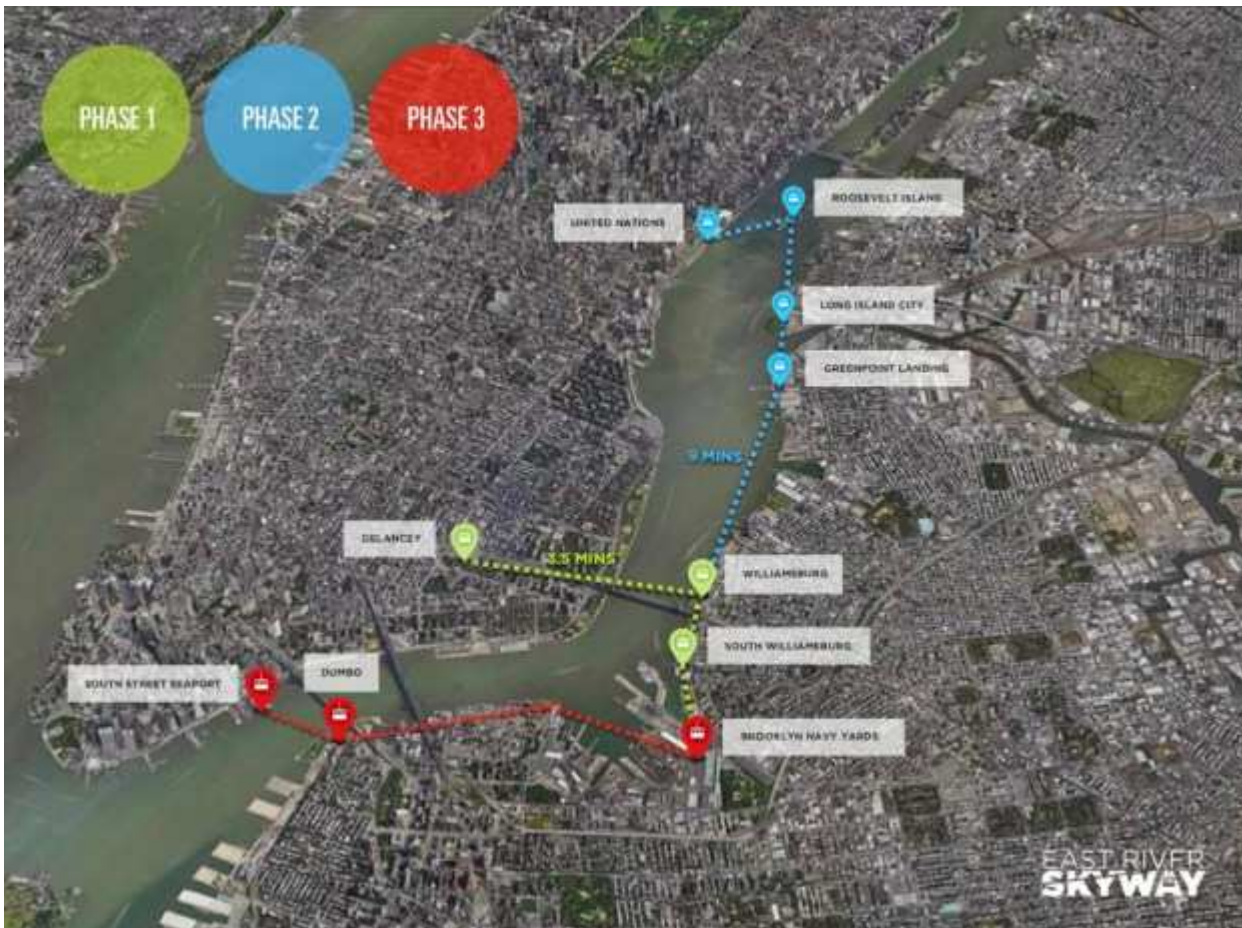 PHASE 1
PHASE 2
PHASE 3
ROOSEVELT ISLAND
UNITED NATIONS
LONG ISLAND CITY
GREENPOINT LANDING
9 MINS
DELANCEY
3.5 MINS
WILLIAMSBURG
SOUTH WILLIAMSBURG
DUMBO
SOUTH STREET SEAPORT
BROOKLYN NAVY YARDS
EAST RIVER
SKYWAY